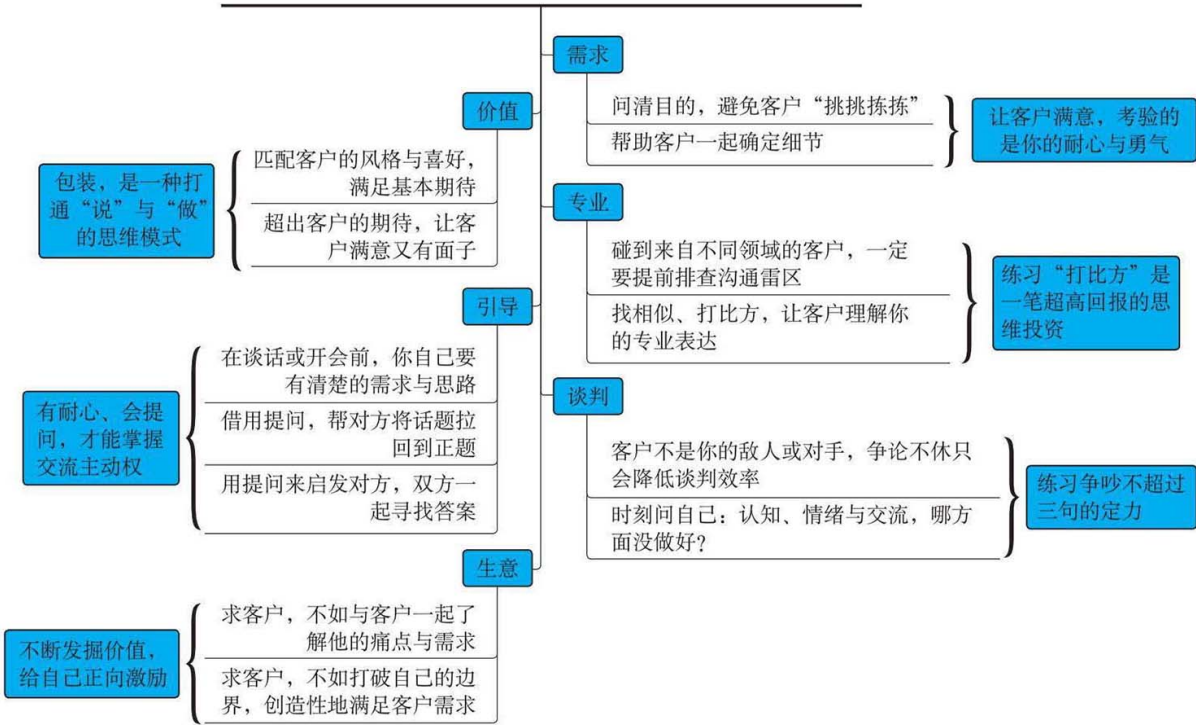 需求
问清目的，避免客户“挑挑拣拣”
帮助客户一起确定细节
让客户满意，考验的
是你的耐心与勇气
价值
匹配客户的风格与喜好，
满足基本期待
超出客户的期待，让客
户满意又有面子
包装，是一种打
通“说”与“做”
的思维模式
专业
碰到来自不同领域的客户，一定
要提前排查沟通雷区
找相似、打比方，让客户理解你
的专业表达
练习“打比方”是
一笔超高回报的思
维投资
引导
在谈话或开会前，你自己要
有清楚的需求与思路
借用提问，帮对方将话题拉
回到正题
用提问来启发对方，双方一
起寻找答案
有耐心、会提
问，才能掌握
交流主动权
谈判
客户不是你的敌人或对手，争论不休只
会降低谈判效率
时刻问自己：认知、情绪与交流，哪方
面没做好？
练习争吵不超过
三句的定力
生意
求客户，不如与客户一起了
解他的痛点与需求
求客户，不如打破自己的边
界，创造性地满足客户需求
不断发掘价值，
给自己正向激励